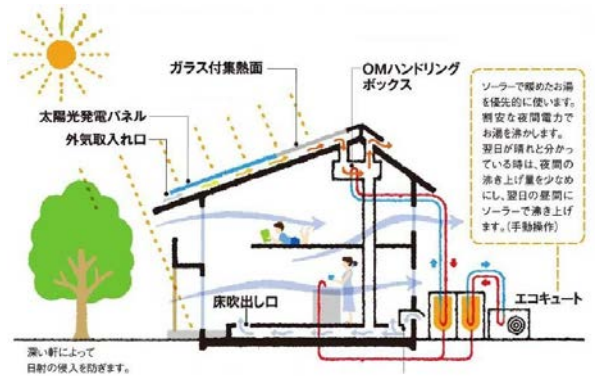 ガラス付集熱面
OMハンドリング
ボックス
太陽光発電パネル
外気取入れ口
ソーラーで暖めたお湯
を優先的に使います。
割安な夜間電力で
お湯を沸かします。
翌日が晴れと分かっ
ている時は、夜間の
沸き上げ量を少なめ
にし、翌日の昼間に
ソーラーで沸き上げ
ます。(手動操作)
床吹出し口
エコキュート
深い軒によって
日射の侵入を防ぎます。